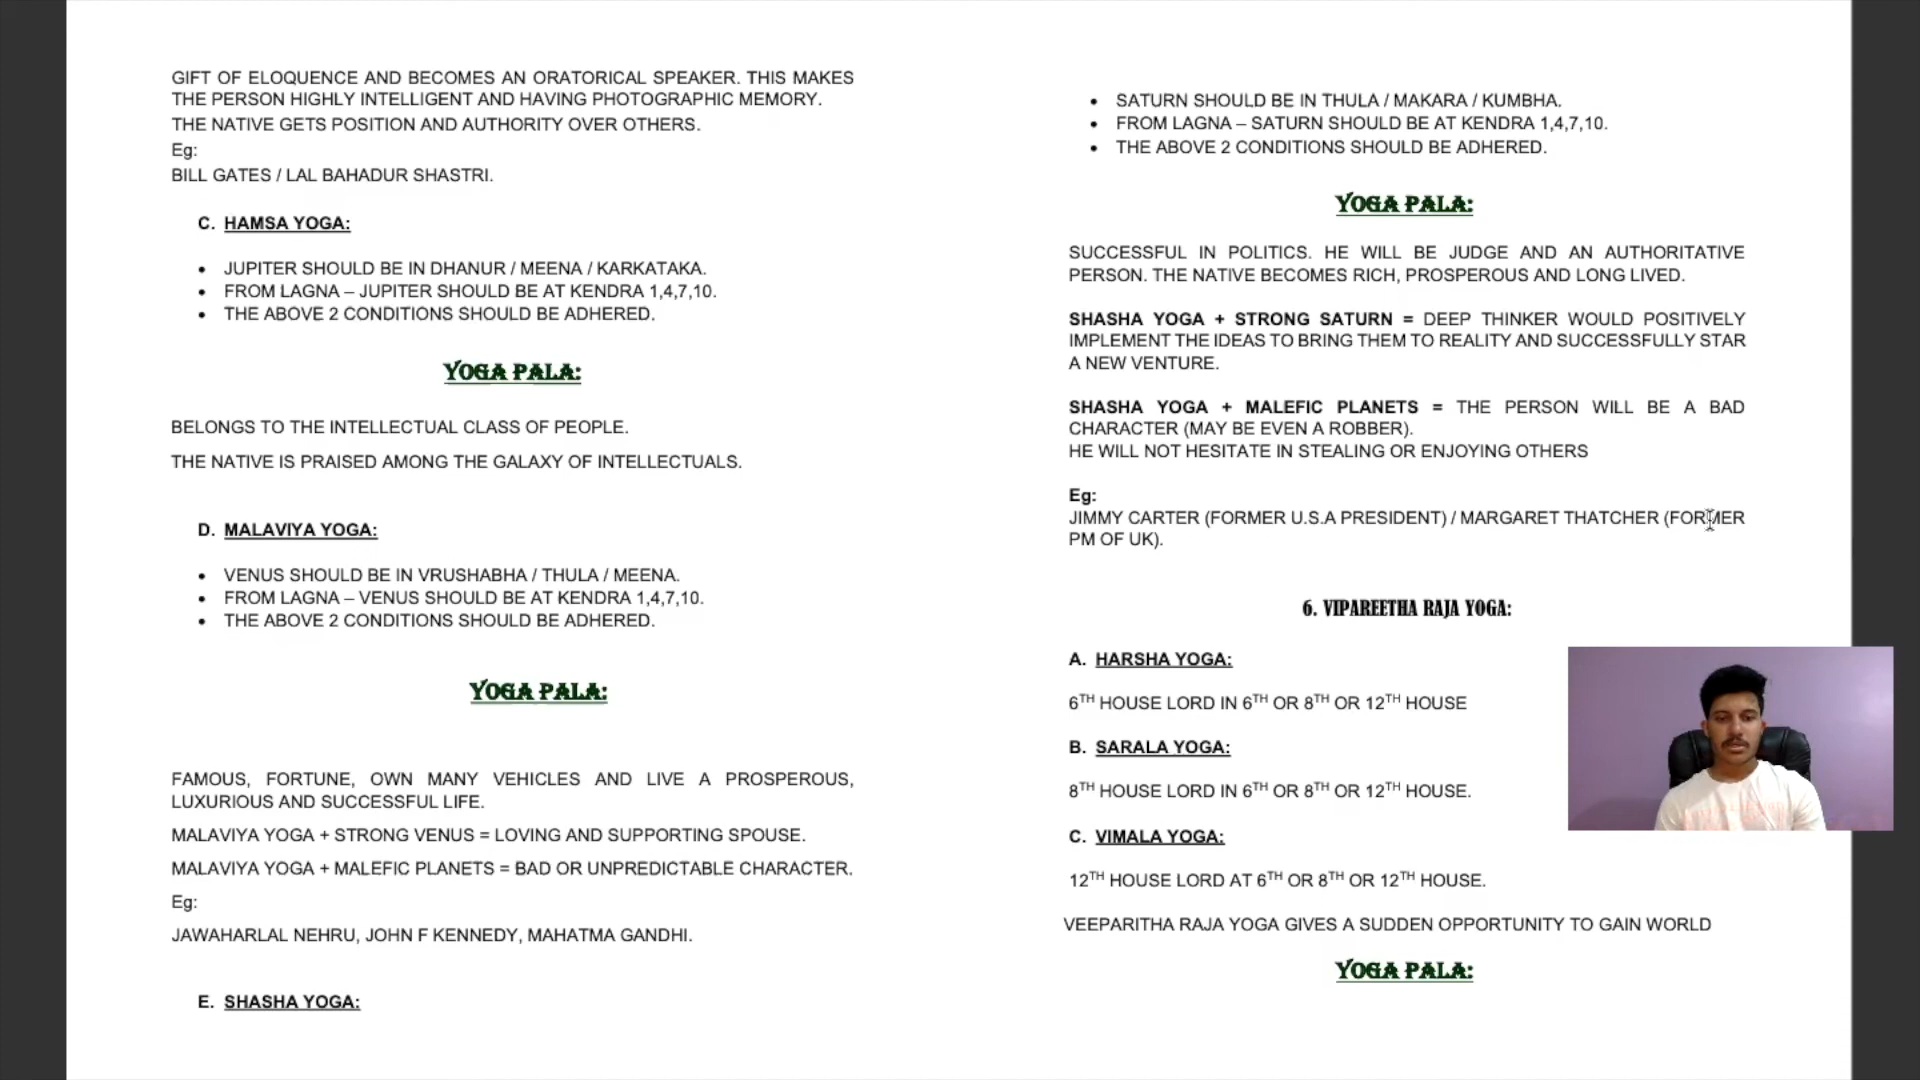 GIFT OF ELOQUENCE AND BECOMES AN ORATORICAL SPEAKER. THIS MAKES
THE PERSON HIGHLY INTELLIGENT AND HAVING PHOTOGRAPHIC MEMORY.
THE NATIVE GETS POSITION AND AUTHORITY OVER OTHERS.
Eg:
BILL GATES / LAL BAHADUR SHASTRI.
C. HAMSA YOGA:
• JUPITER SHOULD BE IN DHANUR / MEENA / KARKATAKA.
• FROM LAGNA – JUPITER SHOULD BE AT KENDRA 1,4,7,10.
• THE ABOVE 2 CONDITIONS SHOULD BE ADHERED.
YOGA PALA:
BELONGS TO THE INTELLECTUAL CLASS OF PEOPLE.
THE NATIVE IS PRAISED AMONG THE GALAXY OF INTELLECTUALS.
D. MALAVIYA YOGA:
• VENUS SHOULD BE IN VRUSHABHA / THULA / MEENA.
• FROM LAGNA – VENUS SHOULD BE AT KENDRA 1,4,7,10.
• THE ABOVE 2 CONDITIONS SHOULD BE ADHERED.
YOGA PALA:
FAMOUS, FORTUNE, OWN MANY VEHICLES AND LIVE A PROSPEROUS,
LUXURIOUS AND SUCCESSFUL LIFE.
MALAVIYA YOGA + STRONG VENUS = LOVING AND SUPPORTING SPOUSE.
MALAVIYA YOGA + MALEFIC PLANETS = BAD OR UNPREDICTABLE CHARACTER.
Eg:
JAWAHARLAL NEHRU, JOHN F KENNEDY, MAHATMA GANDHI.
E. SHASHA YOGA:
• SATURN SHOULD BE IN THULA / MAKARA / KUMBHA.
• FROM LAGNA – SATURN SHOULD BE AT KENDRA 1,4,7,10.
• THE ABOVE 2 CONDITIONS SHOULD BE ADHERED.
YOGA PALA:
SUCCESSFUL IN POLITICS. HE WILL BE JUDGE AND AN AUTHORITATIVE
PERSON. THE NATIVE BECOMES RICH, PROSPEROUS AND LONG LIVED.
SHASHA YOGA + STRONG SATURN = DEEP THINKER WOULD POSITIVELY
IMPLEMENT THE IDEAS TO BRING THEM TO REALITY AND SUCCESSFULLY STAR
A NEW VENTURE.
SHASHA YOGA + MALEFIC PLANETS = THE PERSON WILL BE A BAD
CHARACTER (MAY BE EVEN A ROBBER).
HE WILL NOT HESITATE IN STEALING OR ENJOYING OTHERS
Eg:
JIMMY CARTER (FORMER U.S.A PRESIDENT) / MARGARET THATCHER (FORMER
PM OF UK).
6. VIPAREETHA RAJA YOGA:
A. HARSHA YOGA:
6TH HOUSE LORD IN 6TH OR 8TH OR 12TH HOUSE
B. SARALA YOGA:
8TH HOUSE LORD IN 6TH OR 8TH OR 12TH HOUSE.
C. VIMALA YOGA:
12TH HOUSE LORD AT 6TH OR 8TH OR 12TH HOUSE.
VEEPARITHA RAJA YOGA GIVES A SUDDEN OPPORTUNITY TO GAIN WORLD
YOGA PALA: